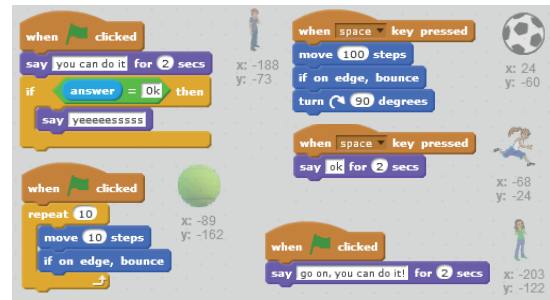 when clicked
say you can do it for 2 secs
if answer = 0k then
say yeeeeesssss
x: -188
y: -73
when space key pressed
move 100 steps
if on edge, bounce
turn 90 degrees
x: 24
y: -60
when space key pressed
say ok for 2 secs
x: -68
y: -24
when clicked
repeat 10
move 10 steps
if on edge, bounce
x: -89
y: -162
when clicked
say go on, you can do it! for 2 secs
x: -203
y: -122